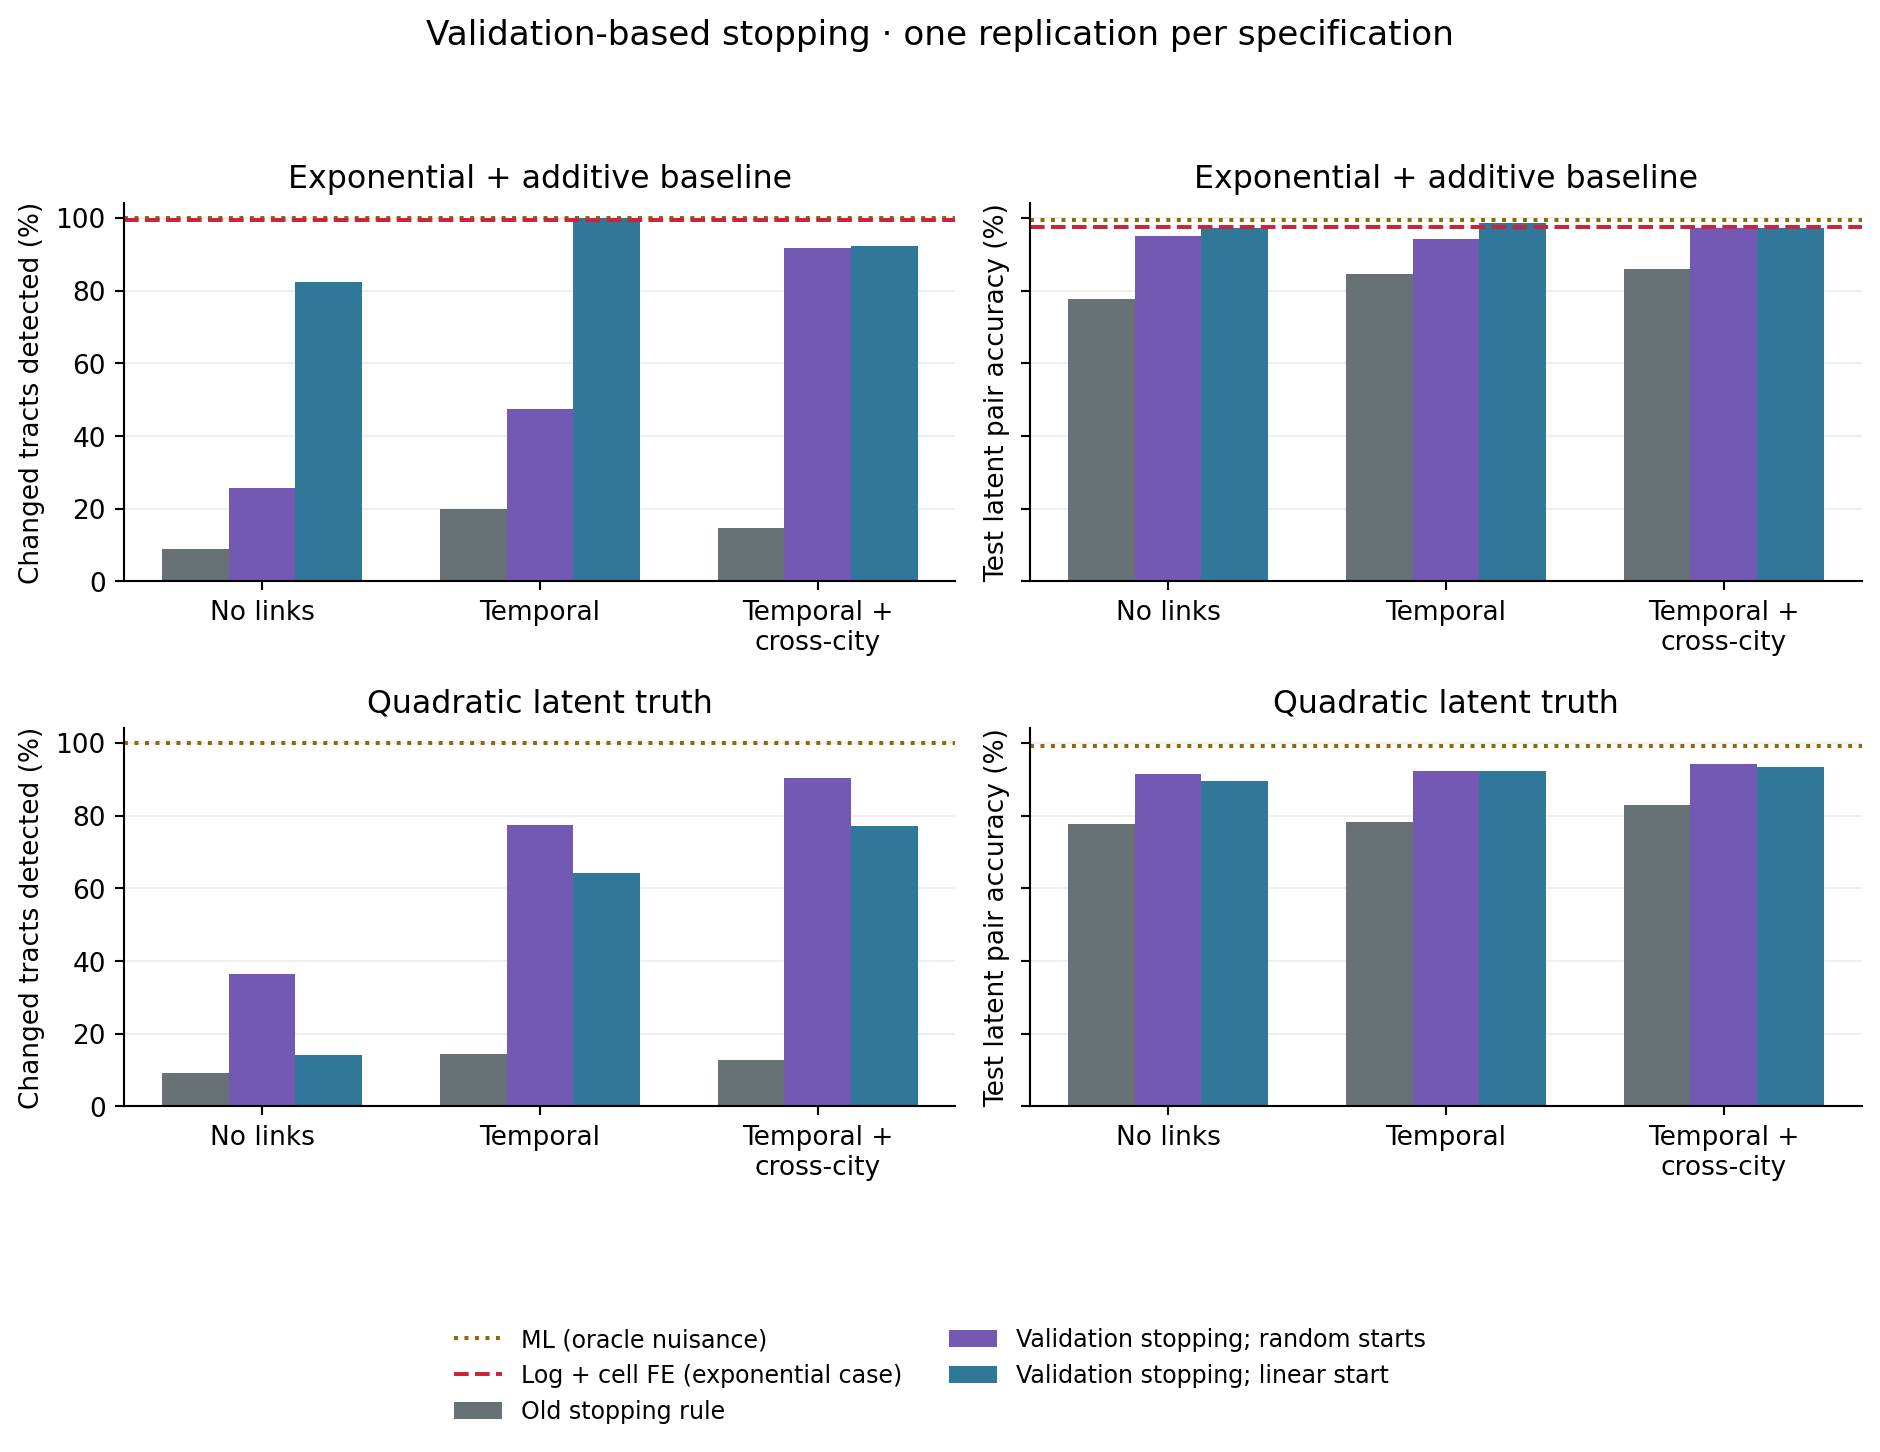 Validation-based stopping · one replication per specification
Exponential + additive baseline
Changed tracts detected (%)
100
80
60
40
20
0
No links
Temporal
Temporal +
cross-city
Exponential + additive baseline
Test latent pair accuracy (%)
No links
Temporal
Temporal +
cross-city
Quadratic latent truth
Changed tracts detected (%)
100
80
60
40
20
0
No links
Temporal
Temporal +
cross-city
Quadratic latent truth
Test latent pair accuracy (%)
No links
Temporal
Temporal +
cross-city
ML (oracle nuisance)
Log + cell FE (exponential case)
Old stopping rule
Validation stopping; random starts
Validation stopping; linear start